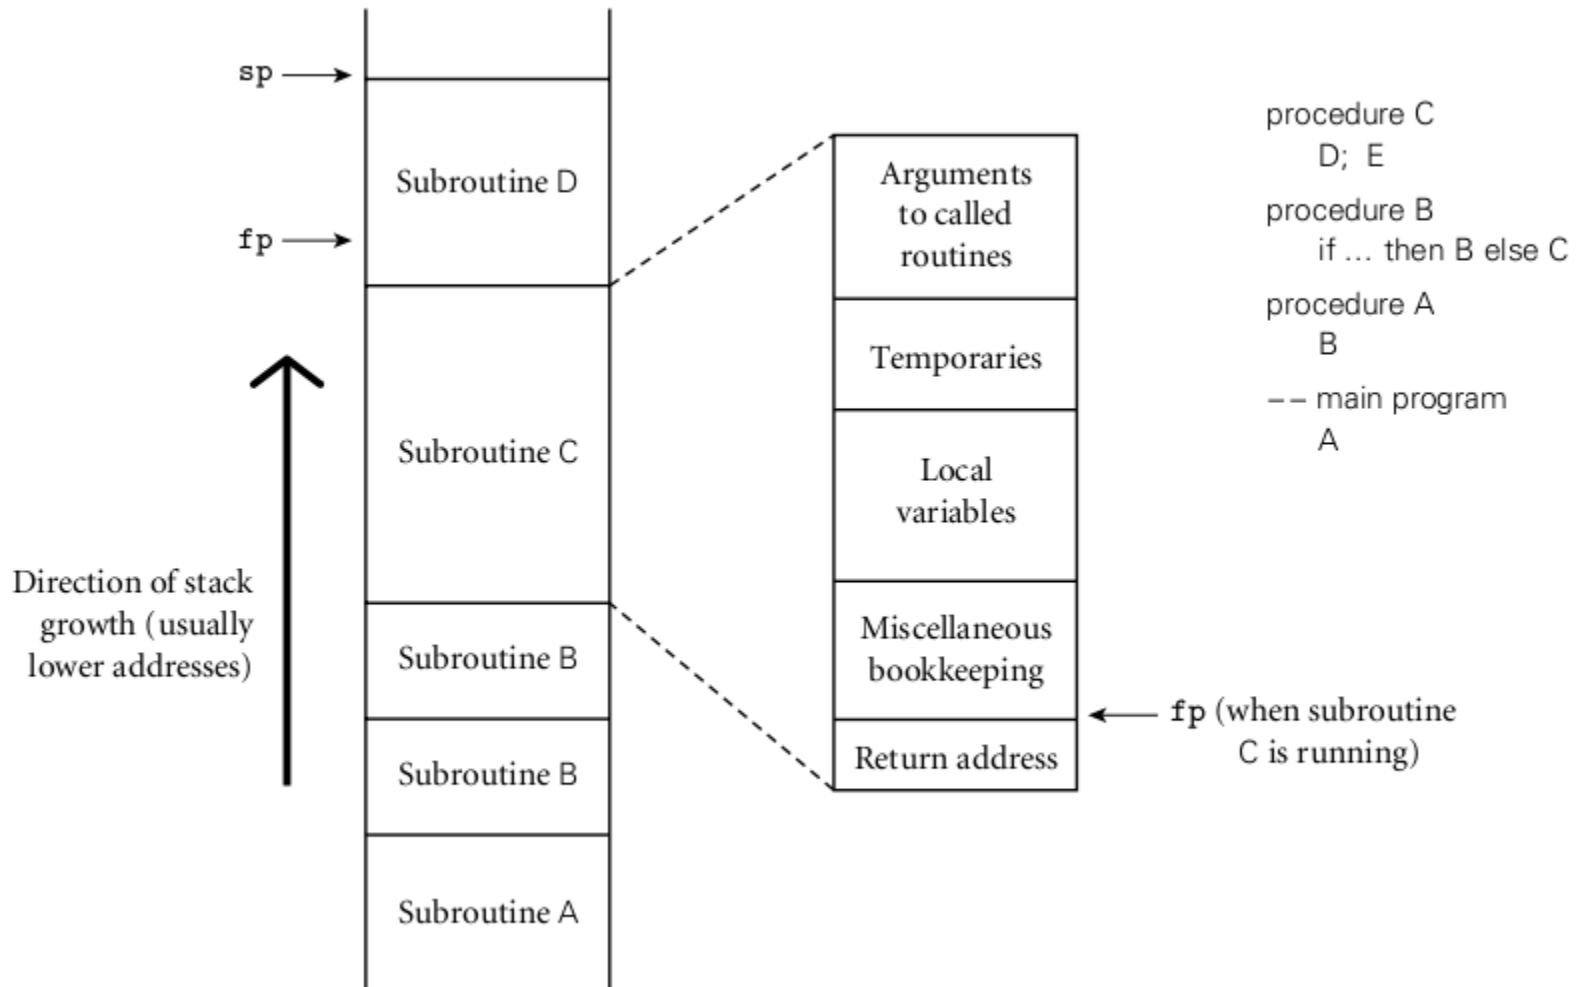 sp
Subroutine D
fp
Subroutine C
Direction of stack
growth (usually
lower addresses)
Subroutine B
Subroutine B
Subroutine A
Arguments
to called
routines
Temporaries
Local
variables
Miscellaneous
bookkeeping
Return address
fp (when subroutine
C is running)
procedure C
D; E
procedure B
if ... then B else C
procedure A
B
-- main program
A